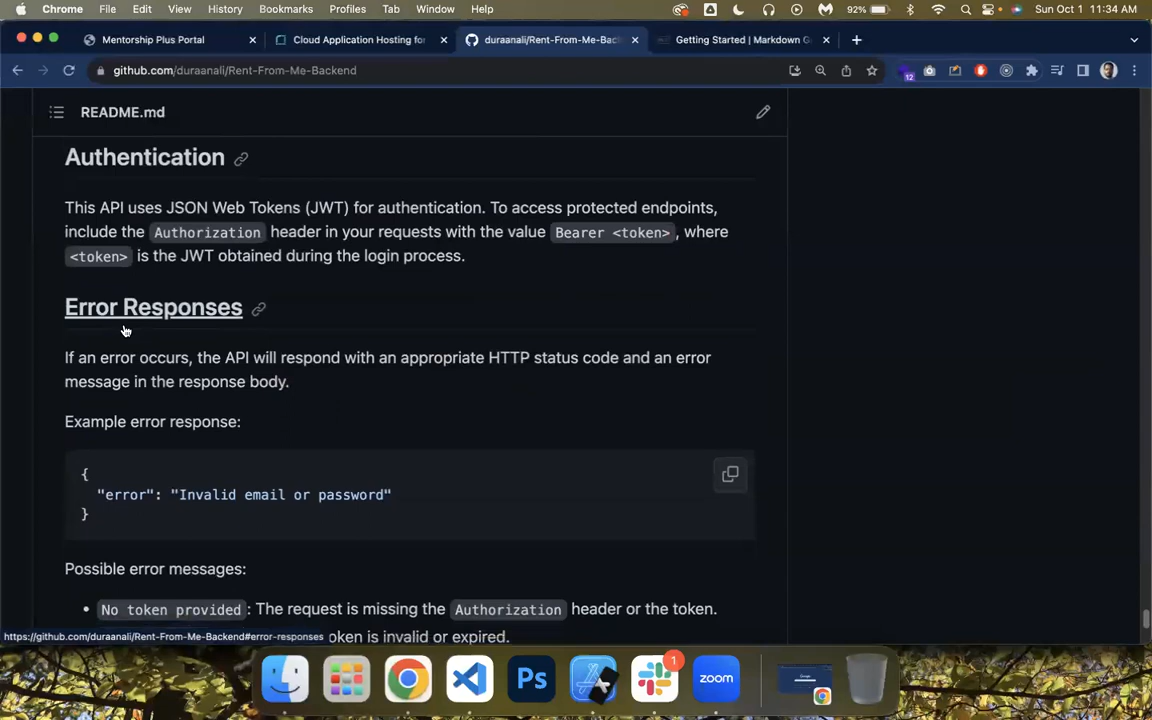 Chrome File Edit View History Bookmarks Profiles Tab Window Help 92% Sun Oct 1 11:34 AM
Mentorship Plus Portal Cloud Application Hosting for duraanali/Rent-From-Me-Bac Getting Started | Markdown G
github.com/duraanali/Rent-From-Me-Backend 12
README.md
Authentication
This API uses JSON Web Tokens (JWT) for authentication. To access protected endpoints,
include the Authorization header in your requests with the value Bearer <token>, where
<token> is the JWT obtained during the login process.
Error Responses
If an error occurs, the API will respond with an appropriate HTTP status code and an error
message in the response body.
Example error response:
{
"error": "Invalid email or password"
}
Possible error messages:
• No token provided: The request is missing the Authorization header or the token.
https://github.com/duraanali/Rent-From-Me-Backend#error-responses oken is invalid or expired.
Ps 1 zoom